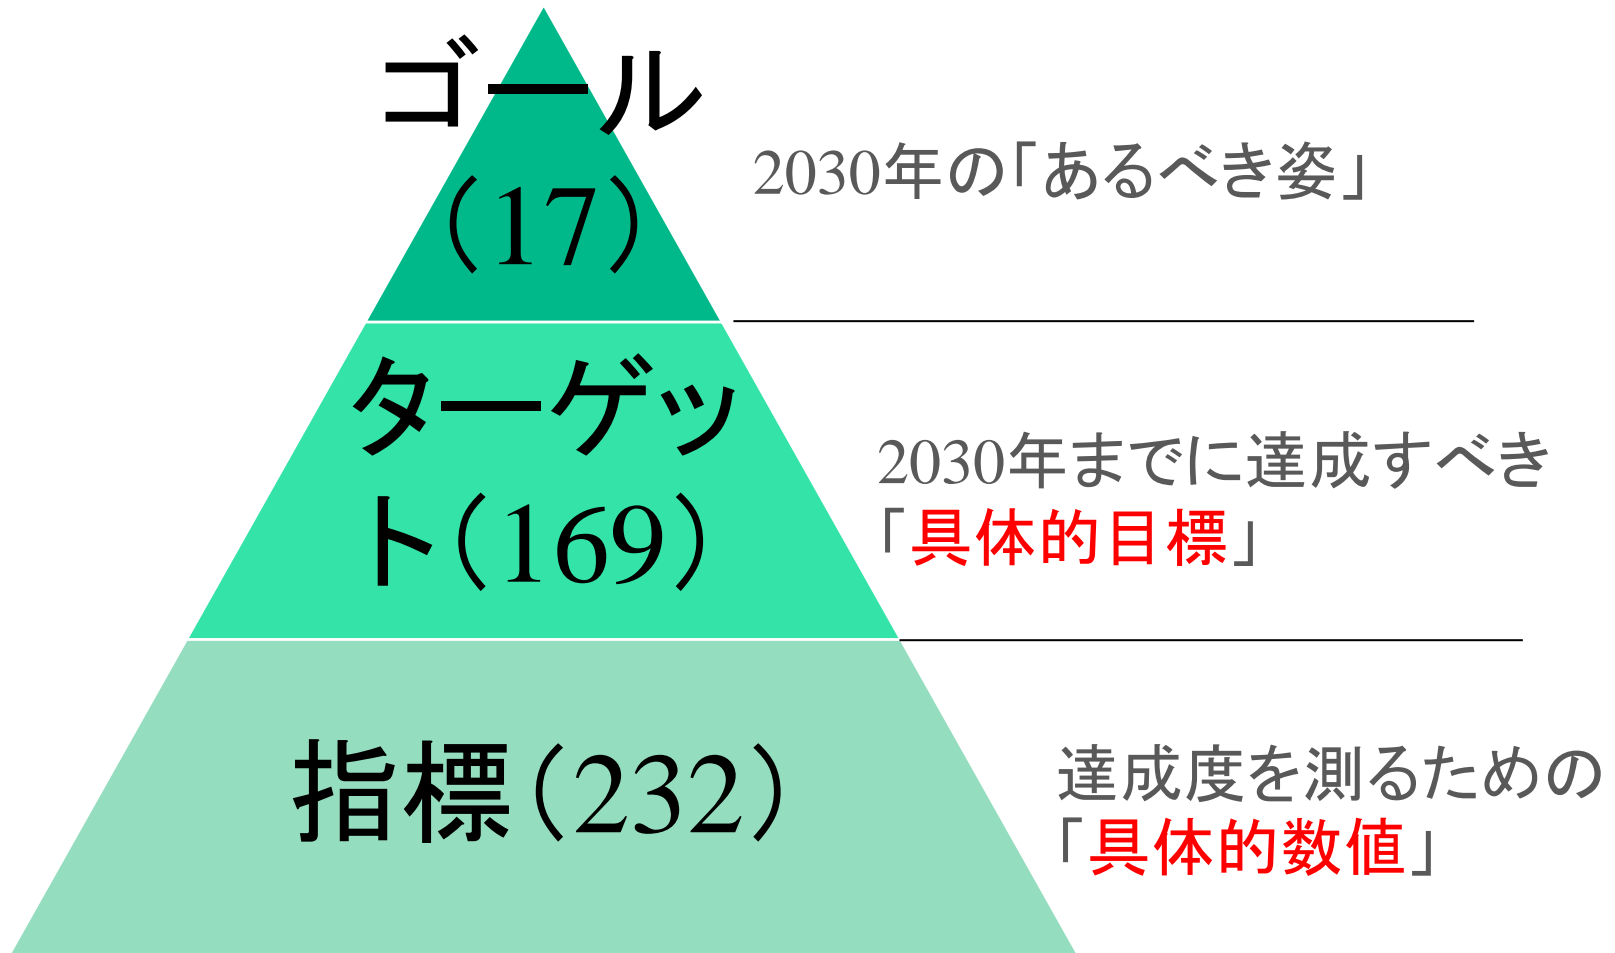 ゴール
（17）
2030年の「あるべき姿」
ターゲッ
ト（169）
2030年までに達成すべき
「具体的目標」
指標（232）
達成度を測るための
「具体的数値」